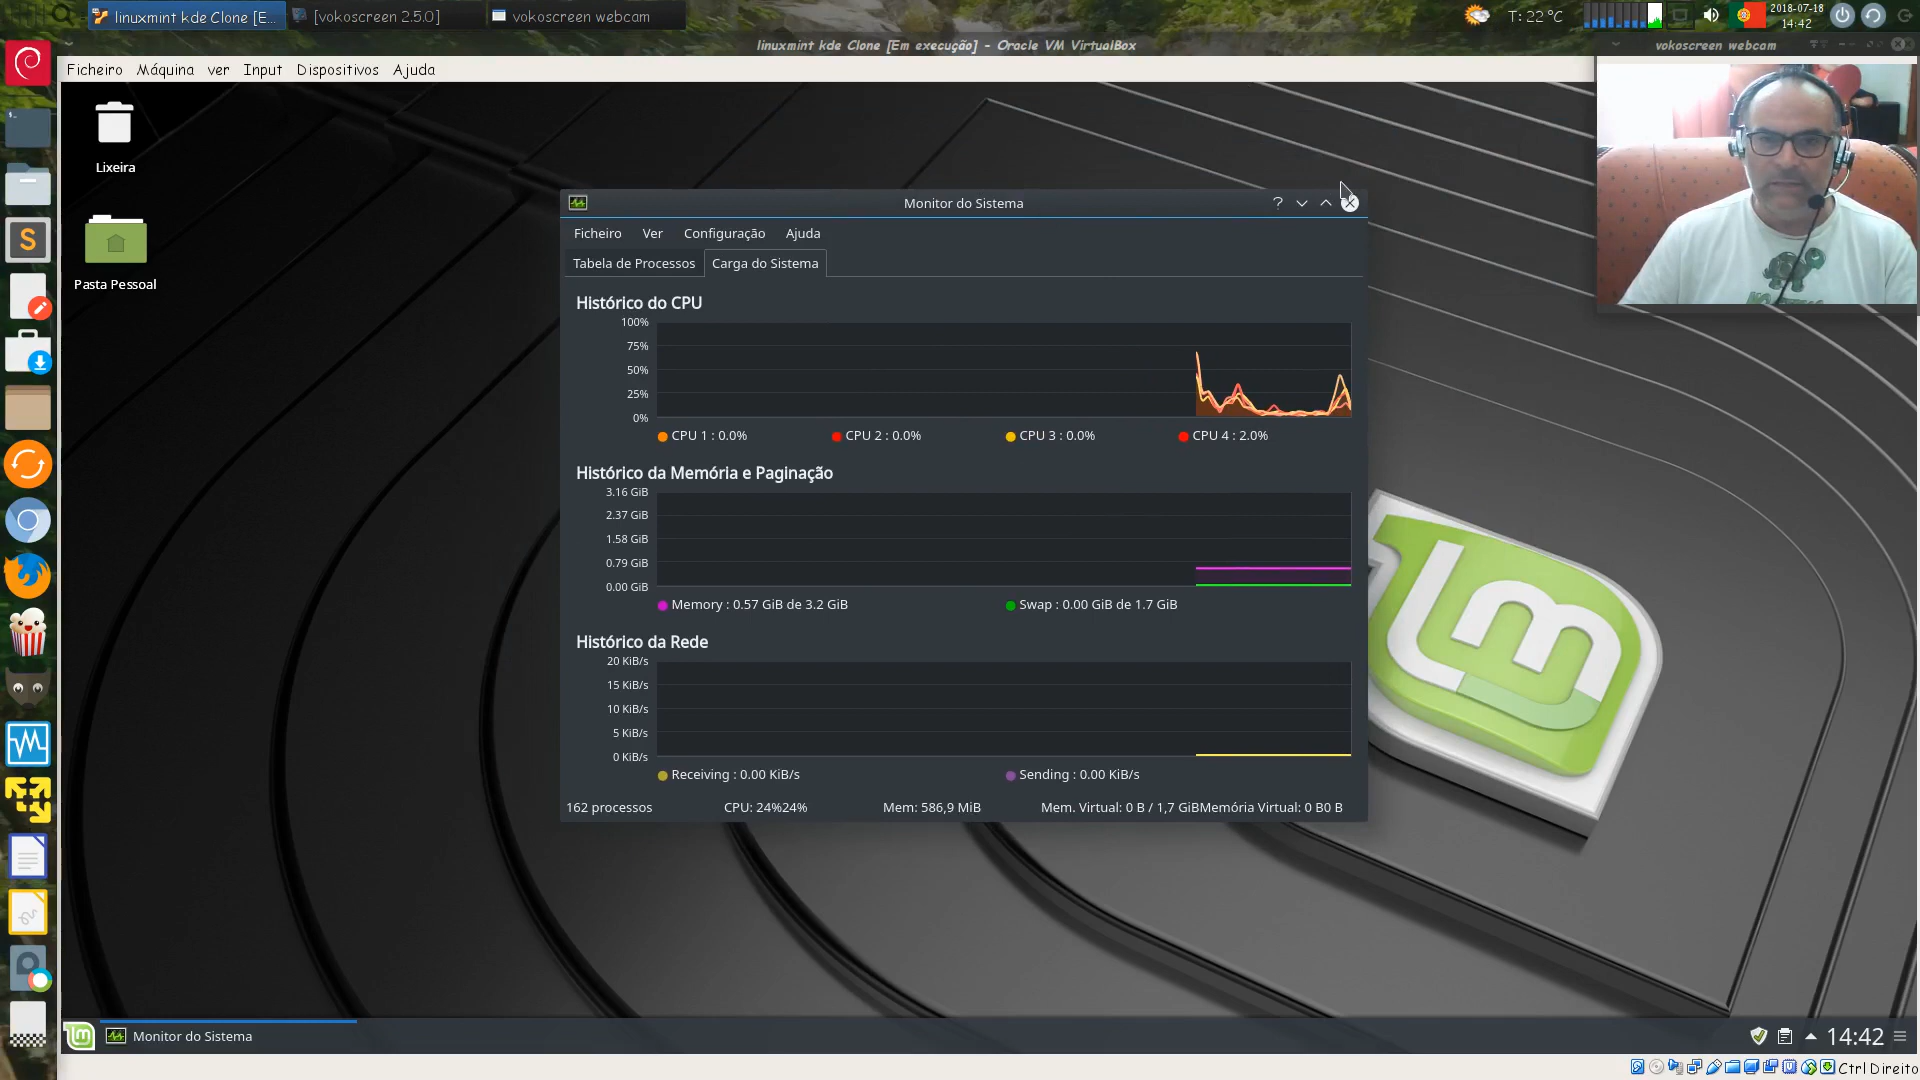 linuxmint kde Clone [E...
[vokoscreen 2.5.0]
vokoscreen webcam
T: 22 °C
2018-07-18
14:42
linuxmint kde Clone [Em execução] - Oracle VM VirtualBox
vokoscreen webcam
Ficheiro Máquina ver Input Dispositivos Ajuda
Lixeira
Pasta Pessoal
Monitor do Sistema
Ficheiro Ver Configuração Ajuda
Tabela de Processos Carga do Sistema
Histórico do CPU
100%
75%
50%
25%
0%
CPU 1 : 0.0% CPU 2 : 0.0% CPU 3 : 0.0% CPU 4 : 2.0%
Histórico da Memória e Paginação
3.16 GiB
2.37 GiB
1.58 GiB
0.79 GiB
0.00 GiB
Memory : 0.57 GiB de 3.2 GiB Swap : 0.00 GiB de 1.7 GiB
Histórico da Rede
20 KiB/s
15 KiB/s
10 KiB/s
5 KiB/s
0 KiB/s
Receiving : 0.00 KiB/s Sending : 0.00 KiB/s
162 processos CPU: 24%24% Mem: 586,9 MiB Mem. Virtual: 0 B / 1,7 GiBMemória Virtual: 0 B0 B
Monitor do Sistema
14:42
Ctrl Direito